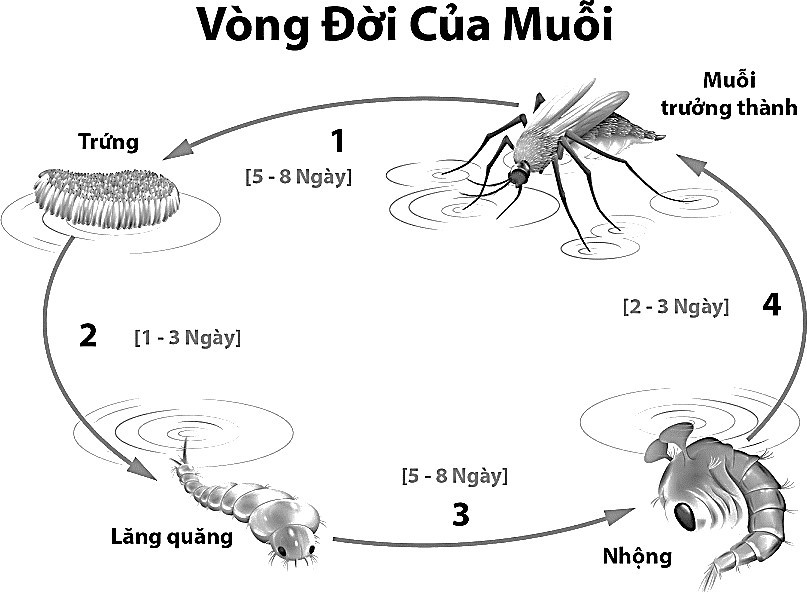 Vòng Đời Của Muỗi
Muỗi
trưởng thành
Trứng
1
[5 - 8 Ngày]
2
[1 - 3 Ngày]
[2 - 3 Ngày]
4
[5 - 8 Ngày]
3
Lăng quăng
Nhộng